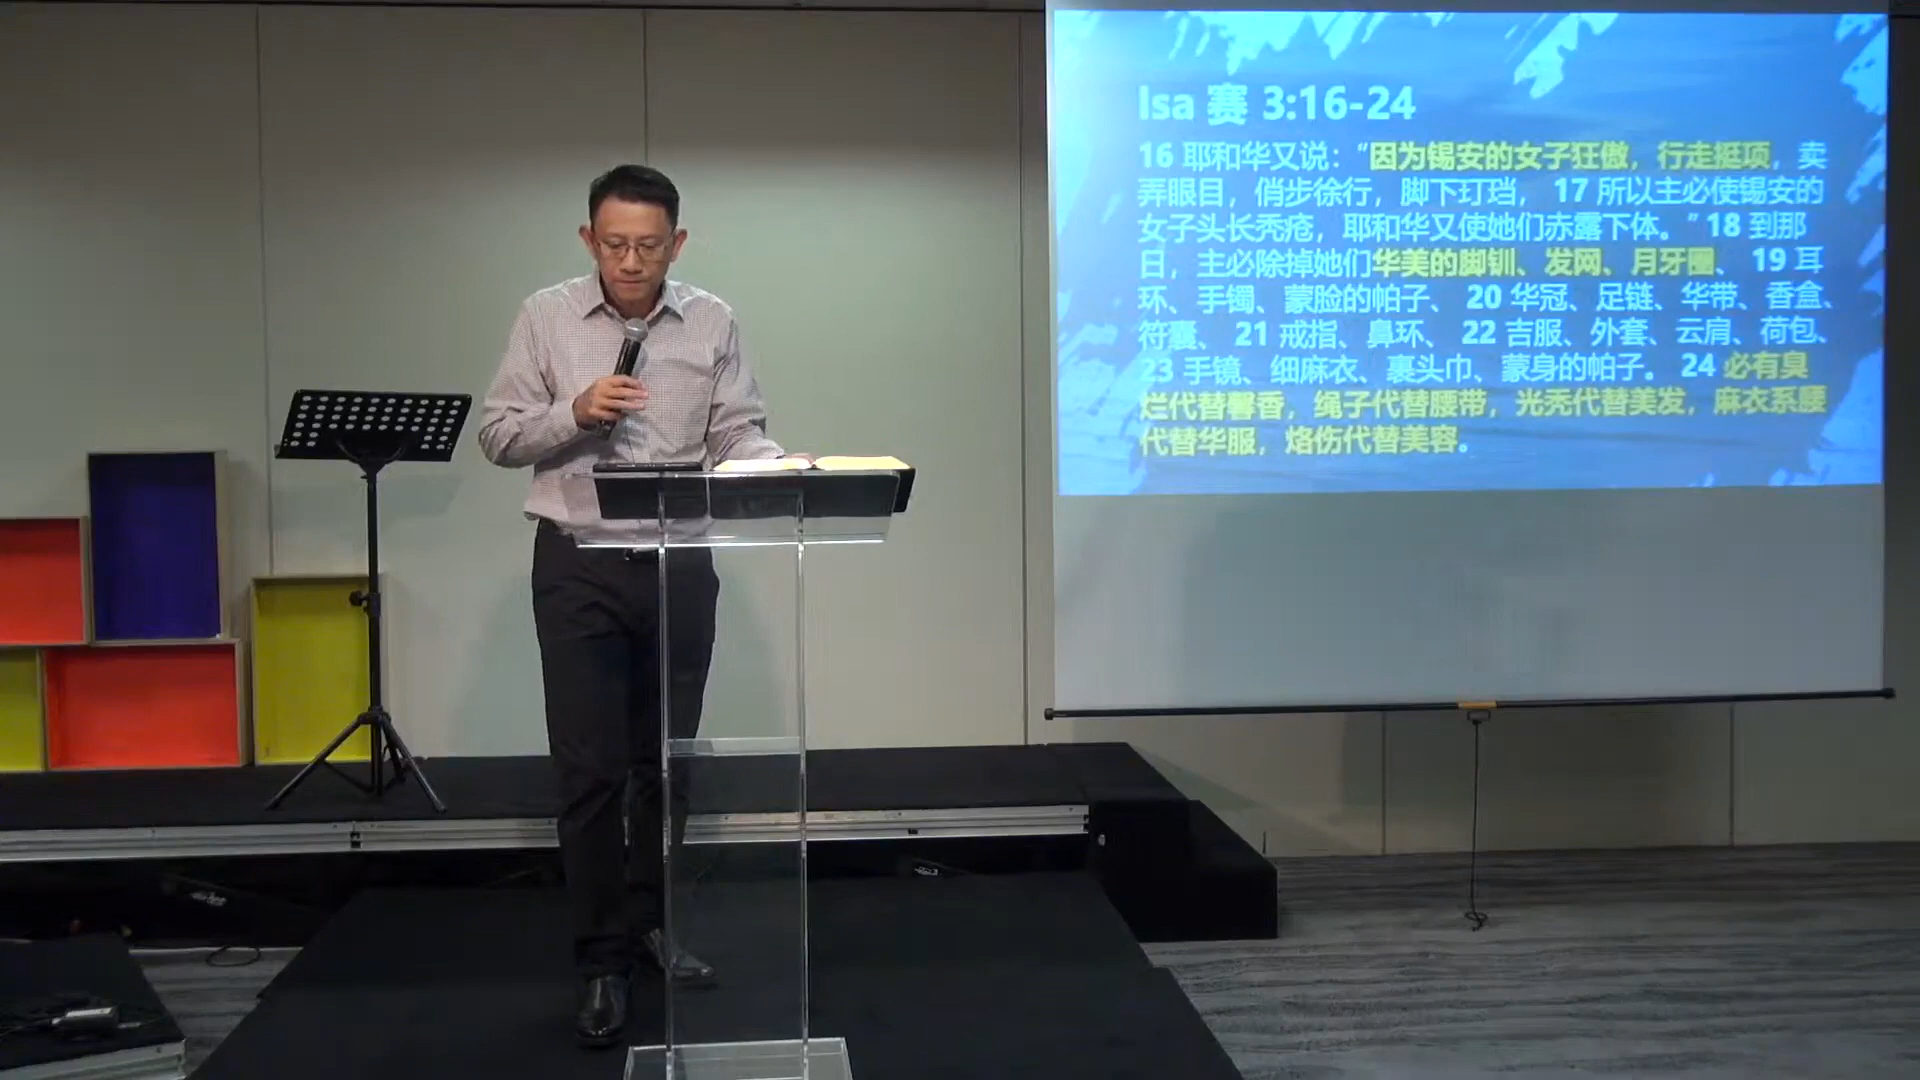 Isa 赛 3:16-24
16 耶和华又说：“因为锡安的女子狂傲，行走挺项，卖
弄眼目，俏步徐行，脚下玎珰， 17 所以主必使锡安的
女子头长秃疮，耶和华又使她们赤露下体。” 18 到那
日，主必除掉她们华美的脚钏、发网、月牙圈、 19 耳
环、手镯、蒙脸的帕子、 20 华冠、足链、华带、香盒、
符囊、 21 戒指、鼻环、 22 吉服、外套、云肩、荷包、
23 手镜、细麻衣、裹头巾、蒙身的帕子。 24 必有臭
烂代替馨香，绳子代替腰带，光秃代替美发，麻衣系腰
代替华服，烙伤代替美容。